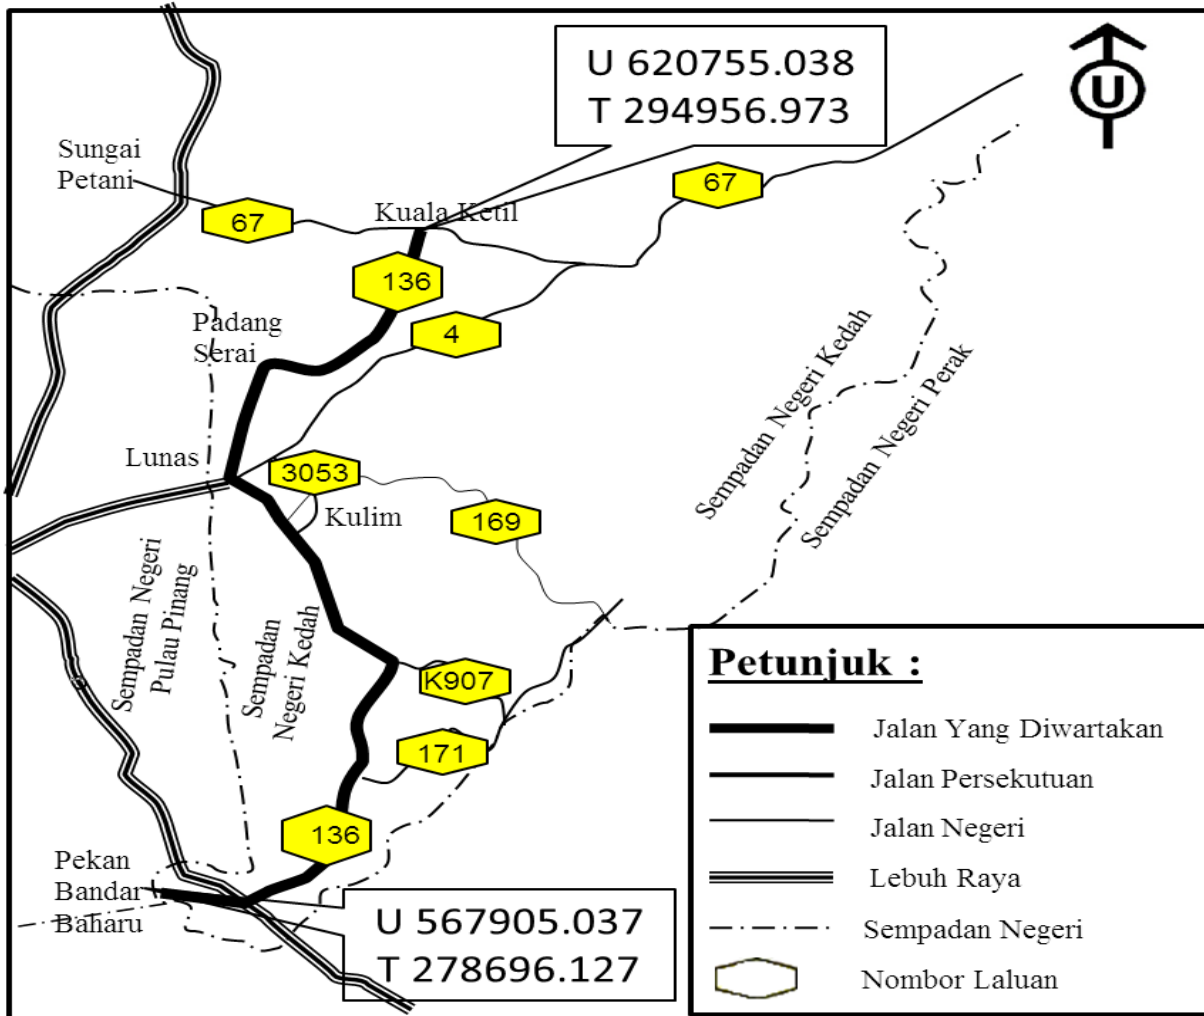 U 620755.038
T 294956.973
U
Sungai
Petani
67
67
Kuala Ketil
136
4
Padang
Serai
Sempadan Negeri Kedah
Sempadan Negeri Perak
Lunas
3053
Kulim
169
Sempadan Negeri
Pulau Pinang
Sempadan
Negeri Kedah
K907
171
136
Pekan
Bandar
Baharu
U 567905.037
T 278696.127
Petunjuk :
Jalan Yang Diwartakan
Jalan Persekutuan
Jalan Negeri
Lebuh Raya
Sempadan Negeri
Nombor Laluan